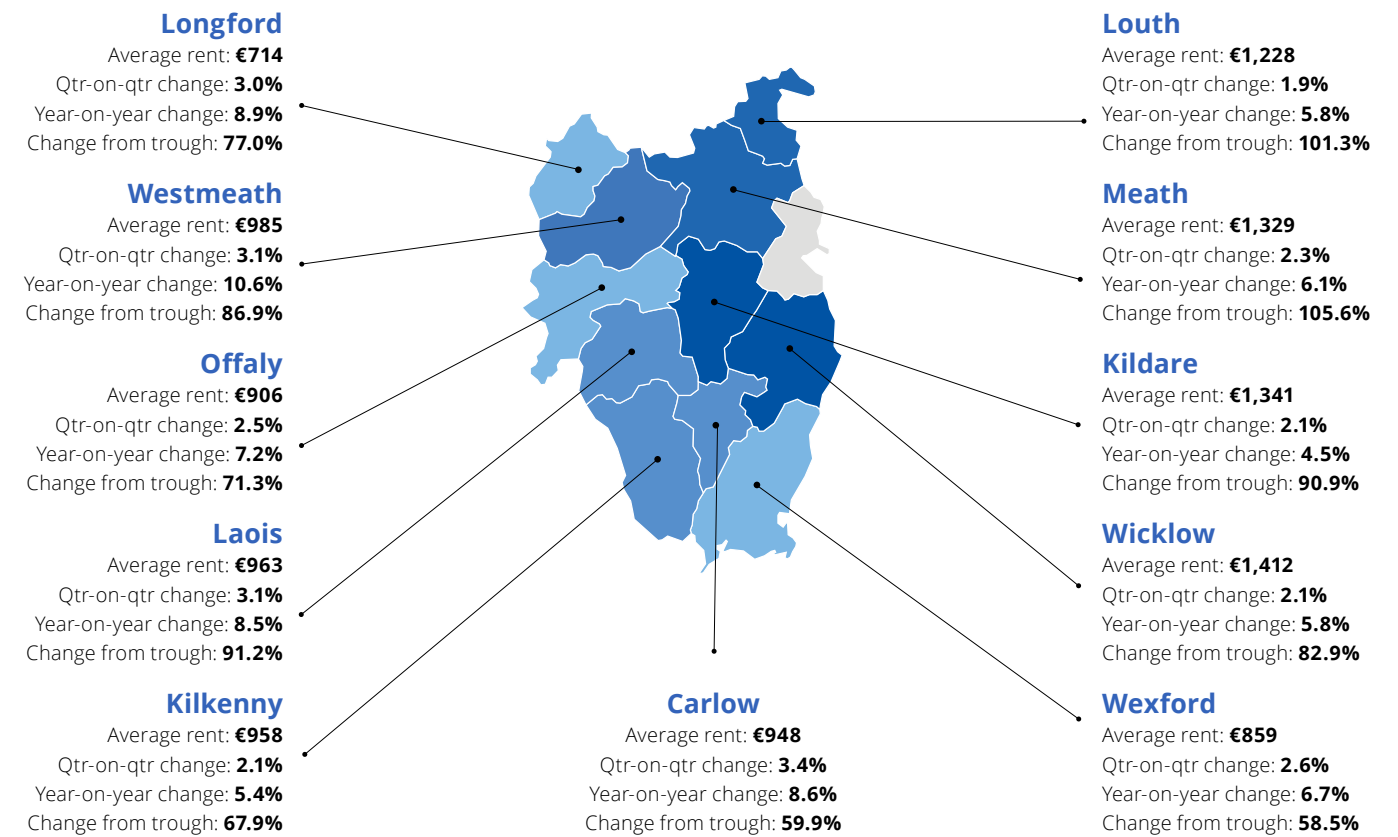 Longford
Average rent: €714
Qtr-on-qtr change: 3.0%
Year-on-year change: 8.9%
Change from trough: 77.0%
Westmeath
Average rent: €985
Qtr-on-qtr change: 3.1%
Year-on-year change: 10.6%
Change from trough: 86.9%
Offaly
Average rent: €906
Qtr-on-qtr change: 2.5%
Year-on-year change: 7.2%
Change from trough: 71.3%
Laois
Average rent: €963
Qtr-on-qtr change: 3.1%
Year-on-year change: 8.5%
Change from trough: 91.2%
Kilkenny
Average rent: €958
Qtr-on-qtr change: 2.1%
Year-on-year change: 5.4%
Change from trough: 67.9%
Carlow
Average rent: €948
Qtr-on-qtr change: 3.4%
Year-on-year change: 8.6%
Change from trough: 59.9%
Louth
Average rent: €1,228
Qtr-on-qtr change: 1.9%
Year-on-year change: 5.8%
Change from trough: 101.3%
Meath
Average rent: €1,329
Qtr-on-qtr change: 2.3%
Year-on-year change: 6.1%
Change from trough: 105.6%
Kildare
Average rent: €1,341
Qtr-on-qtr change: 2.1%
Year-on-year change: 4.5%
Change from trough: 90.9%
Wicklow
Average rent: €1,412
Qtr-on-qtr change: 2.1%
Year-on-year change: 5.8%
Change from trough: 82.9%
Wexford
Average rent: €859
Qtr-on-qtr change: 2.6%
Year-on-year change: 6.7%
Change from trough: 58.5%